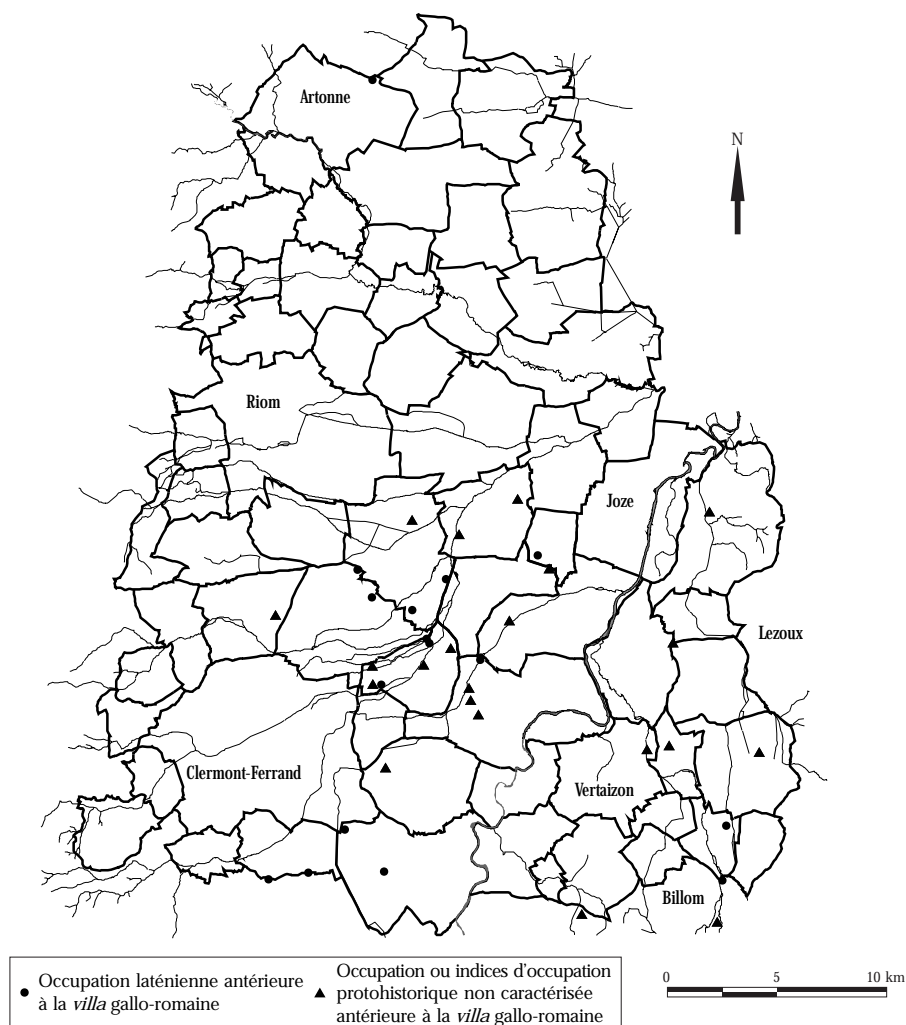 Artonne
N
Riom
Joze
Lezoux
Clermont-Ferrand
Vertaizon
Billom
Occupation laténienne antérieure
à la villa gallo-romaine
Occupation ou indices d'occupation
protohistorique non caractérisée
antérieure à la villa gallo-romaine
0 5 10 km